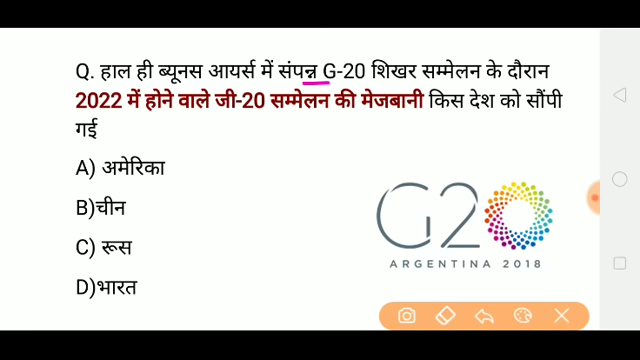 Q. हाल ही ब्यूनस आयर्स में संपन्न G-20 शिखर सम्मेलन के दौरान
2022 में होने वाले जी-20 सम्मेलन की मेजबानी किस देश को सौंपी
गई
A) अमेरिका
B)चीन
C) रूस
D)भारत
G20
ARGENTINA 2018